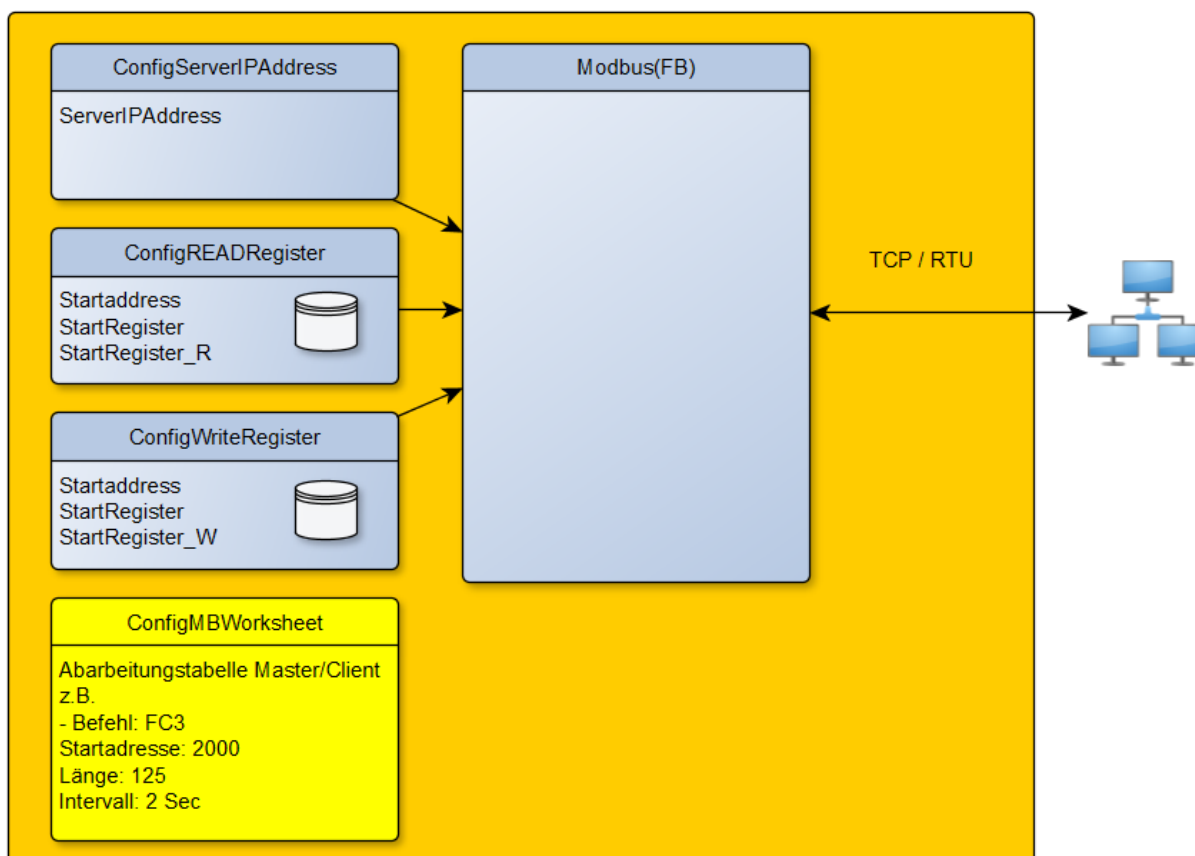 ConfigServerIPAddress
ServerIPAddress
Modbus(FB)
ConfigREADRegister
Startaddress
StartRegister
StartRegister_R
TCP / RTU
ConfigWriteRegister
Startaddress
StartRegister
StartRegister_W
ConfigMBWorksheet
Abarbeitungstabelle Master/Client
z.B.
- Befehl: FC3
Startadresse: 2000
Länge: 125
Intervall: 2 Sec